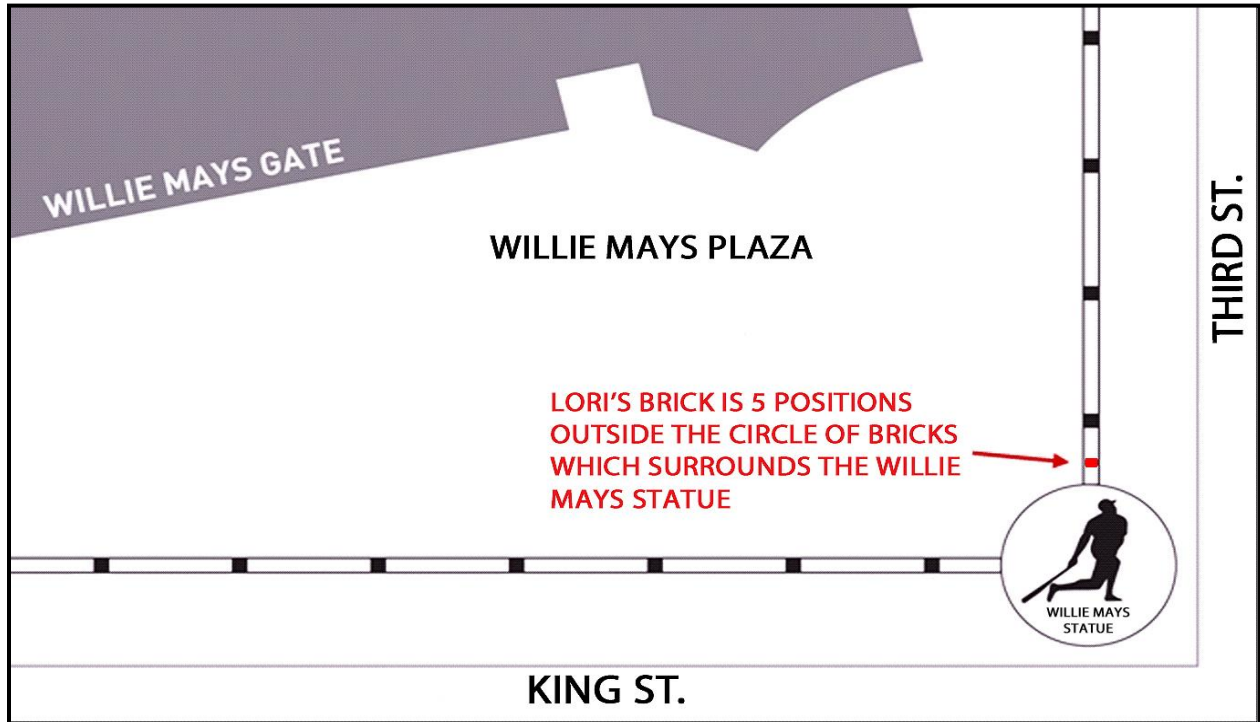 WILLIE MAYS GATE
WILLIE MAYS PLAZA
THIRD ST.
LORI'S BRICK IS 5 POSITIONS
OUTSIDE THE CIRCLE OF BRICKS
WHICH SURROUNDS THE WILLIE
MAYS STATUE
WILLIE MAYS
STATUE
KING ST.